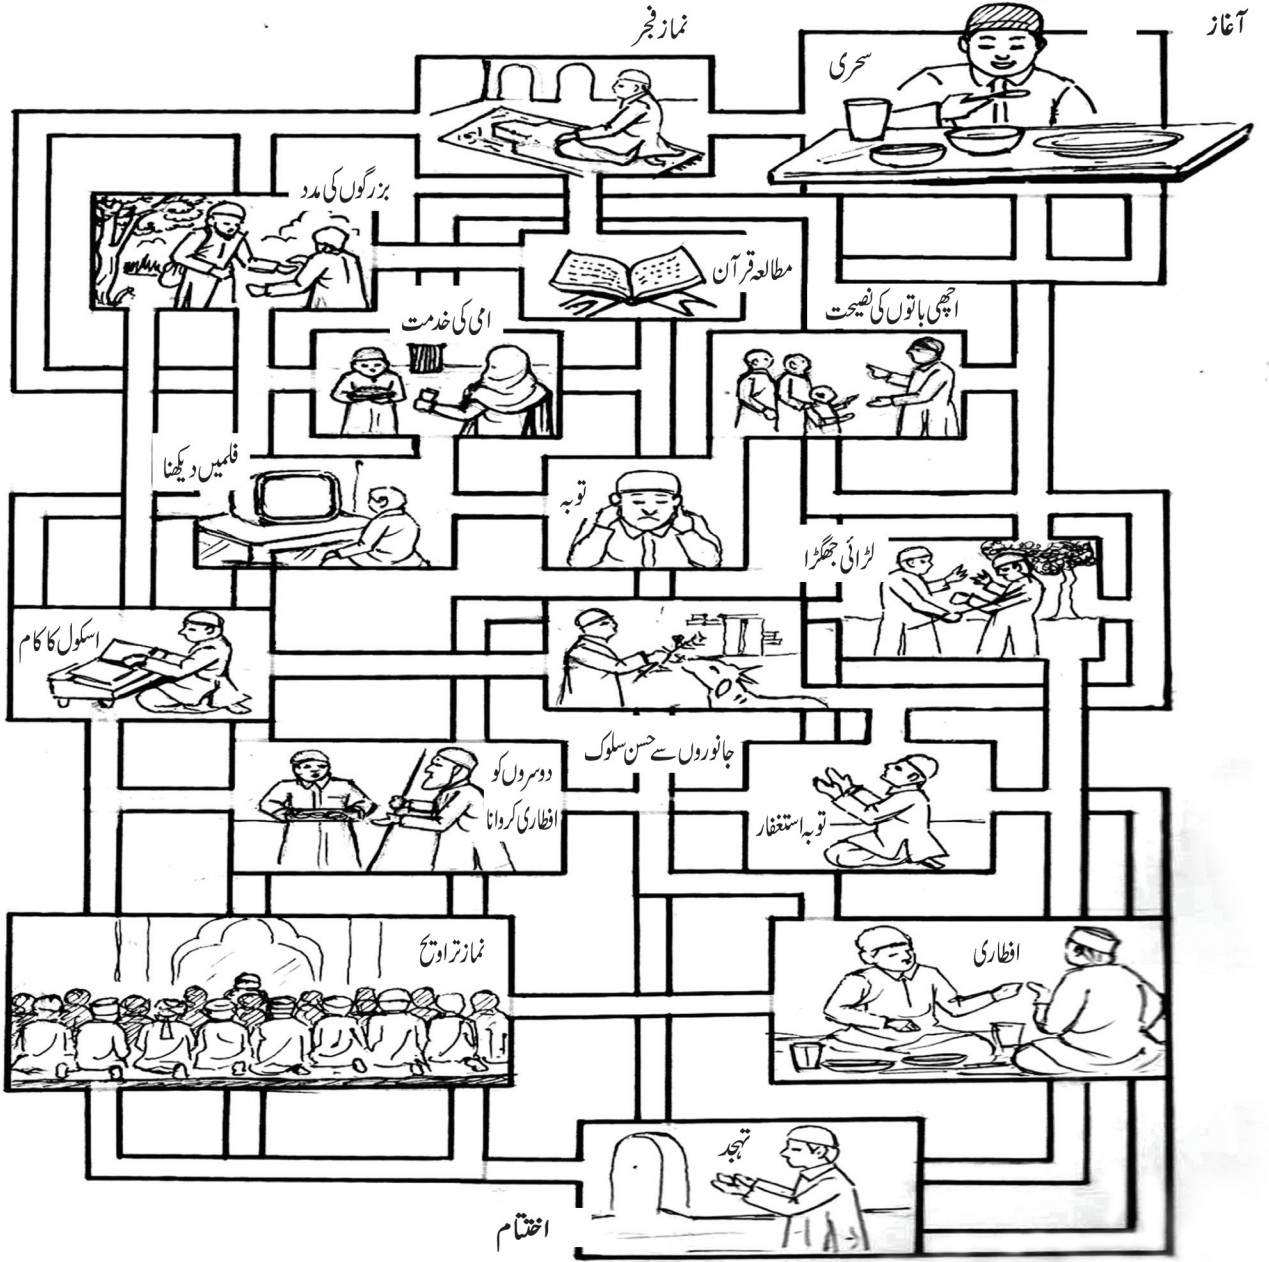 آغاز
سحری
نماز فجر
بزرگوں کی مدد
مطالعہ قرآن
اچھی باتوں کی نصیحت
امی کی خدمت
فلمیں دیکھنا
توبہ
لڑائی جھگڑا
اسکول کا کام
جانوروں سے حسن سلوک
دوسروں کو
افطاری کروانا
توبہ استغفار
نماز تراویح
افطاری
تہجد
اختتام